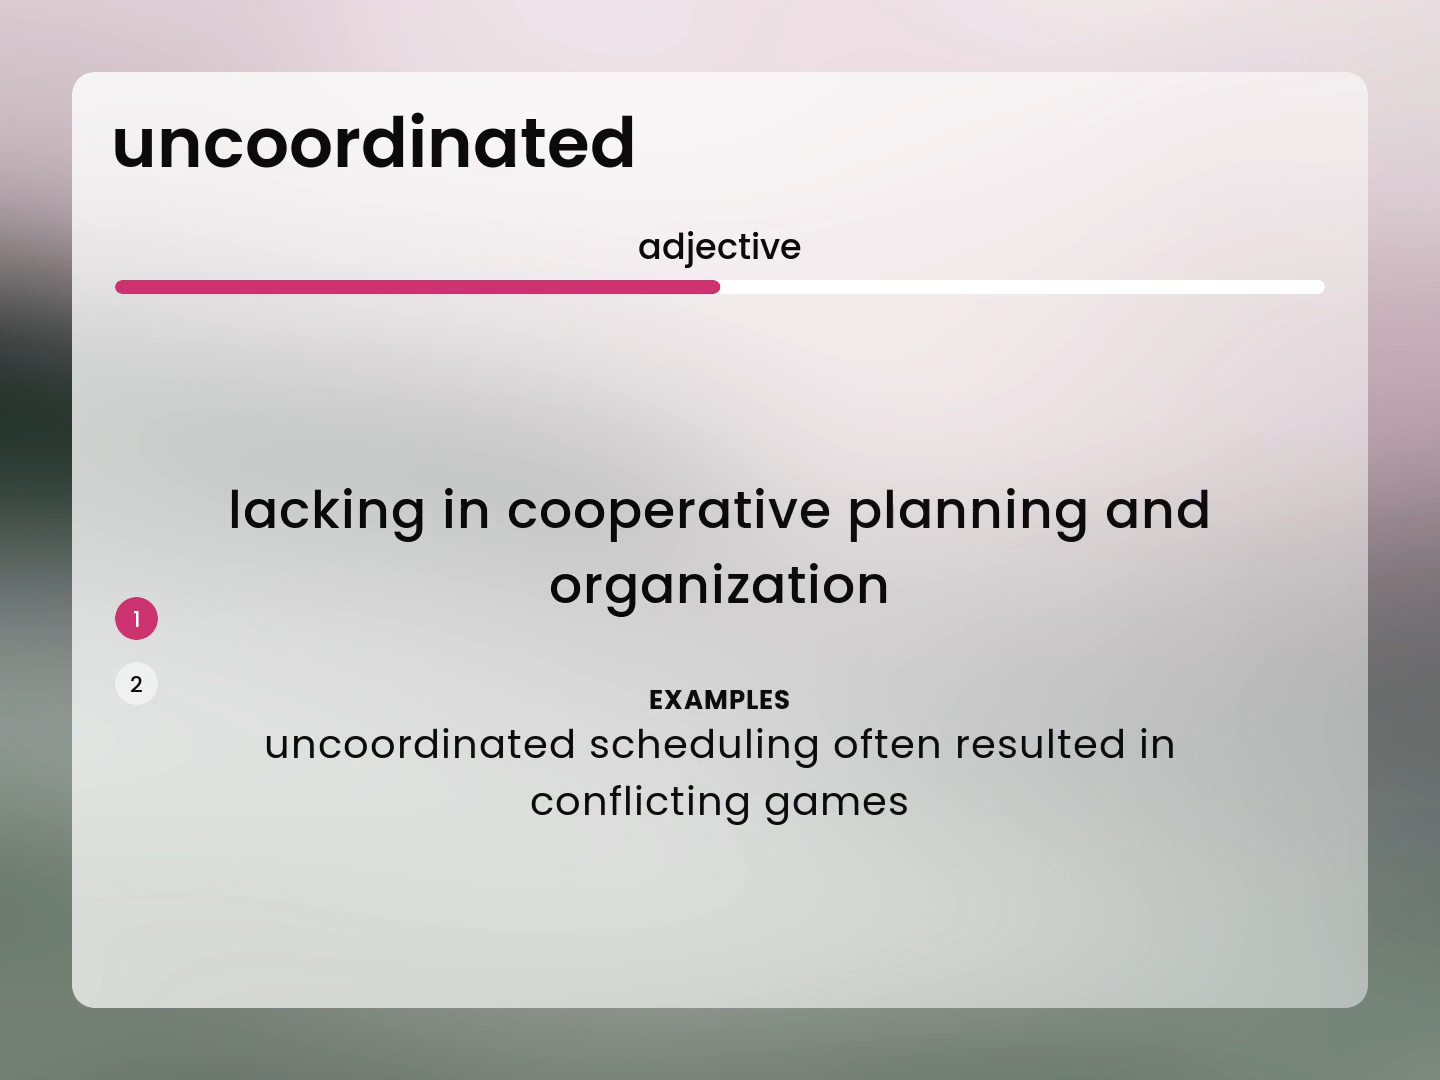 uncoordinated
adjective
lacking in cooperative planning and
organization
1
2
EXAMPLES
uncoordinated scheduling often resulted in
conflicting games